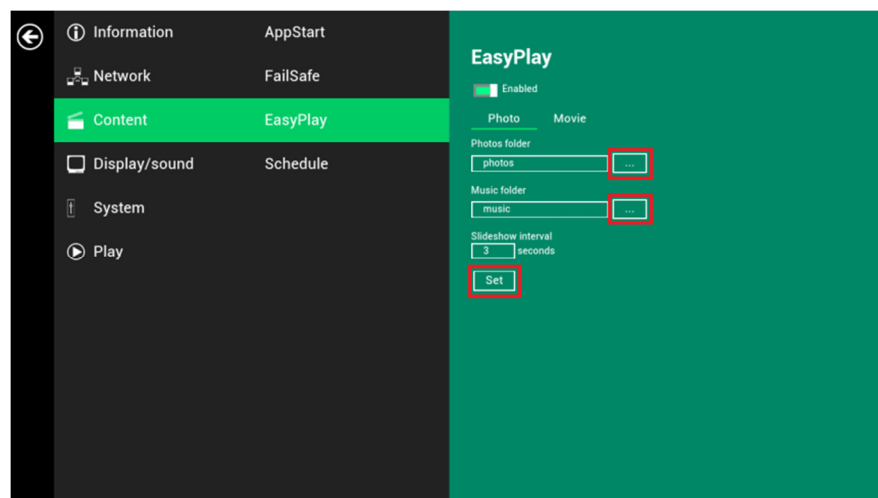 Information
Network
Content
Display/sound
System
Play
AppStart
FailSafe
EasyPlay
Schedule
EasyPlay
Enabled
Photo Movie
Photos folder
photos ...
Music folder
music ...
Slideshow interval
3 seconds
Set